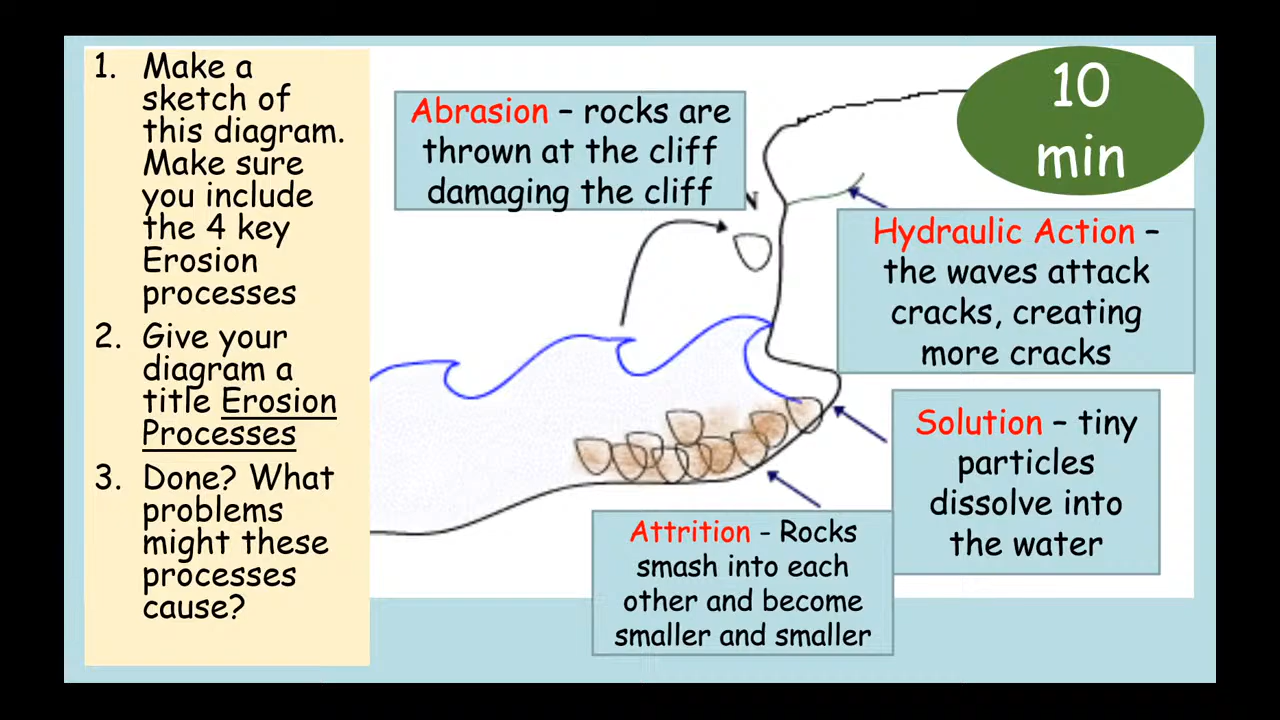 1. Make a
sketch of
this diagram.
Make sure
you include
the 4 key
Erosion
processes
2. Give your
diagram a
title Erosion
Processes
3. Done? What
problems
might these
processes
cause?
Abrasion – rocks are
thrown at the cliff
damaging the cliff
10
min
Hydraulic Action –
the waves attack
cracks, creating
more cracks
Solution – tiny
particles
dissolve into
the water
Attrition - Rocks
smash into each
other and become
smaller and smaller